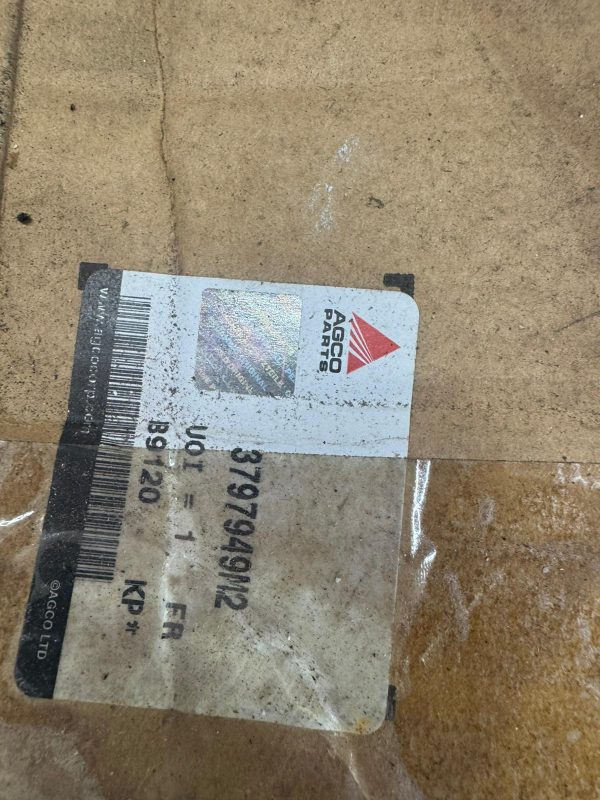 AGCO
PARTS
3797949M2
UOI = 1 FR
B9120 KP*
www.agcocorp.com
©AGCO LTD